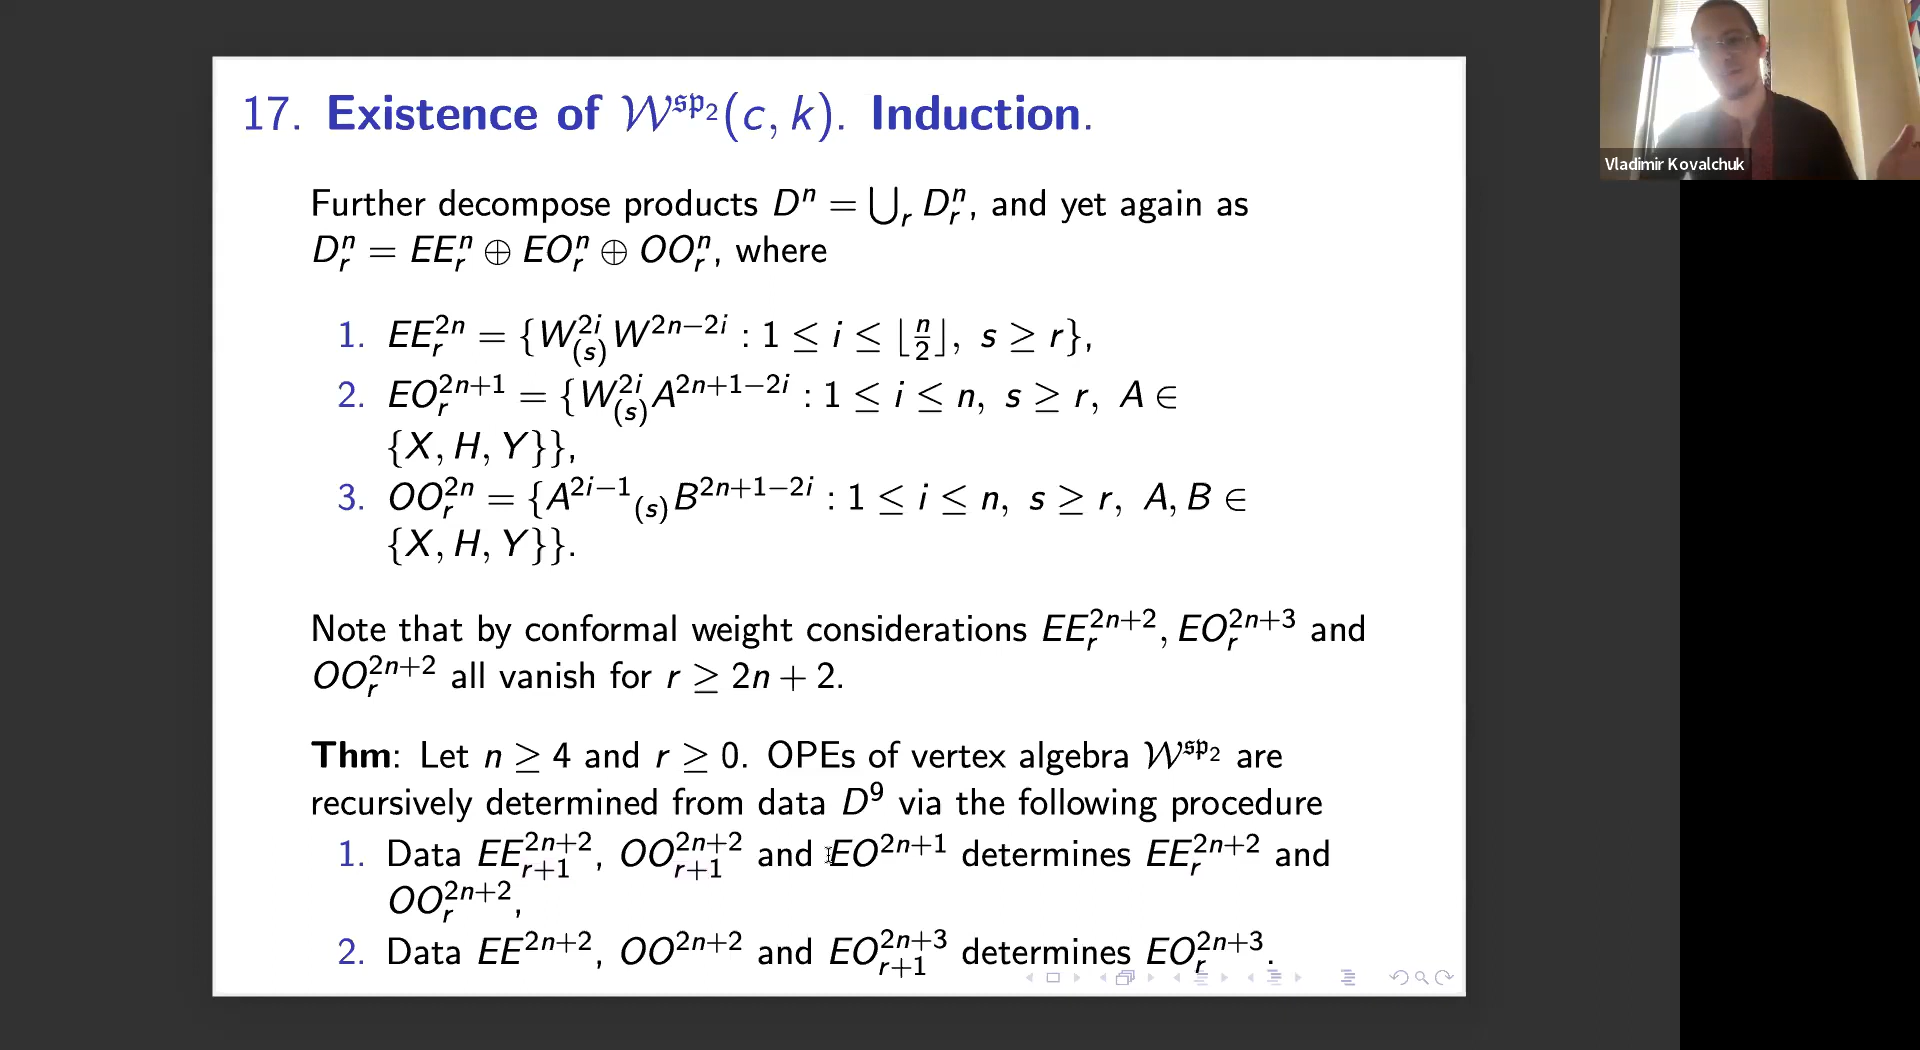 17. Existence of 𝒲^{𝔰𝔭₂}(c, k). Induction.
Further decompose products Dⁿ = ⋃_r D_r^n, and yet again as
D_r^n = EE_r^n ⊕ EO_r^n ⊕ OO_r^n, where
1. EE_r^{2n} = {W^{2i}_{(s)} W^{2n−2i} : 1 ≤ i ≤ ⌊n/2⌋, s ≥ r},
2. EO_r^{2n+1} = {W^{2i}_{(s)} A^{2n+1−2i} : 1 ≤ i ≤ n, s ≥ r, A ∈
{X, H, Y}},
3. OO_r^{2n} = {A^{2i−1}_{(s)} B^{2n+1−2i} : 1 ≤ i ≤ n, s ≥ r, A, B ∈
{X, H, Y}}.
Note that by conformal weight considerations EE_r^{2n+2}, EO_r^{2n+3} and
OO_r^{2n+2} all vanish for r ≥ 2n + 2.
Thm: Let n ≥ 4 and r ≥ 0. OPEs of vertex algebra 𝒲^{𝔰𝔭₂} are
recursively determined from data D⁹ via the following procedure
1. Data EE_{r+1}^{2n+2}, OO_{r+1}^{2n+2} and EO^{2n+1} determines EE_r^{2n+2} and
OO_r^{2n+2},
2. Data EE^{2n+2}, OO^{2n+2} and EO_{r+1}^{2n+3} determines EO_r^{2n+3}.
Vladimir Kovalchuk